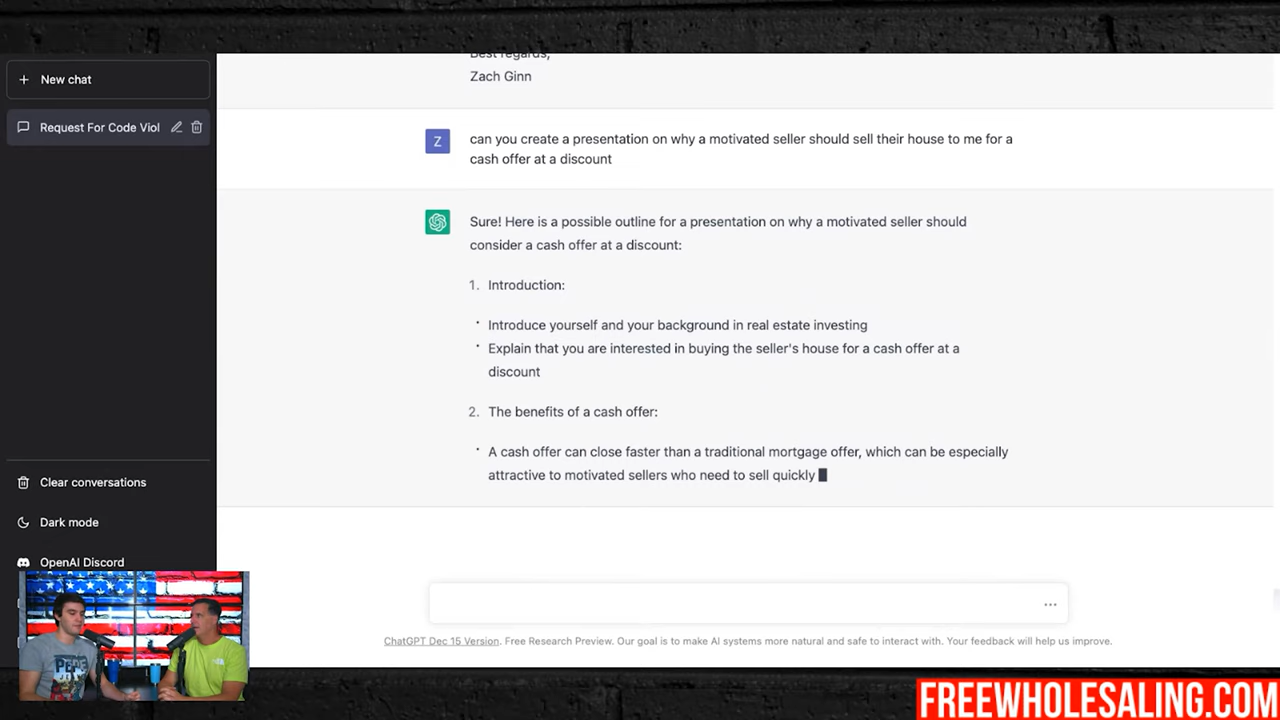 New chat
Request For Code Viol
Clear conversations
Dark mode
OpenAI Discord
Best regards,
Zach Ginn
Z
can you create a presentation on why a motivated seller should sell their house to me for a
cash offer at a discount
Sure! Here is a possible outline for a presentation on why a motivated seller should
consider a cash offer at a discount:
1. Introduction:
• Introduce yourself and your background in real estate investing
• Explain that you are interested in buying the seller's house for a cash offer at a
discount
2. The benefits of a cash offer:
• A cash offer can close faster than a traditional mortgage offer, which can be especially
attractive to motivated sellers who need to sell quickly
ChatGPT Dec 15 Version. Free Research Preview. Our goal is to make AI systems more natural and safe to interact with. Your feedback will help us improve.
FREEWHOLESALING.COM